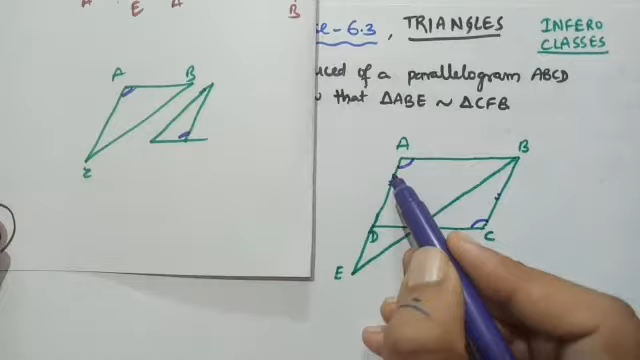 A E A
B
se-6.3, TRIANGLES
INFERO
CLASSES
uced of a parallelogram ABCD
that ΔABE ~ ΔCFB
A B
E
A B
D C
E